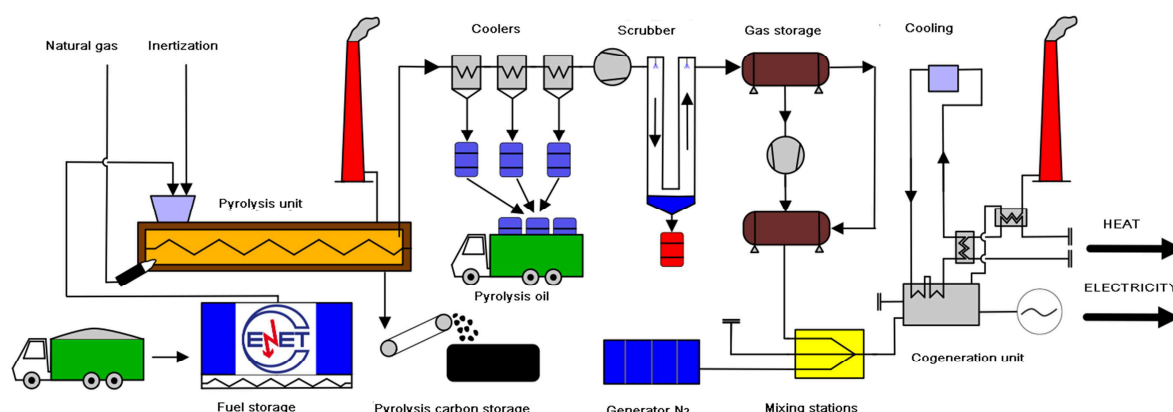 Natural gas
Inertization
Coolers
Scrubber
Gas storage
Cooling
Pyrolysis unit
HEAT
ELECTRICITY
Pyrolysis oil
ENET
Cogeneration unit
Fuel storage
Pyrolysis carbon storage
Generator N2
Mixing stations